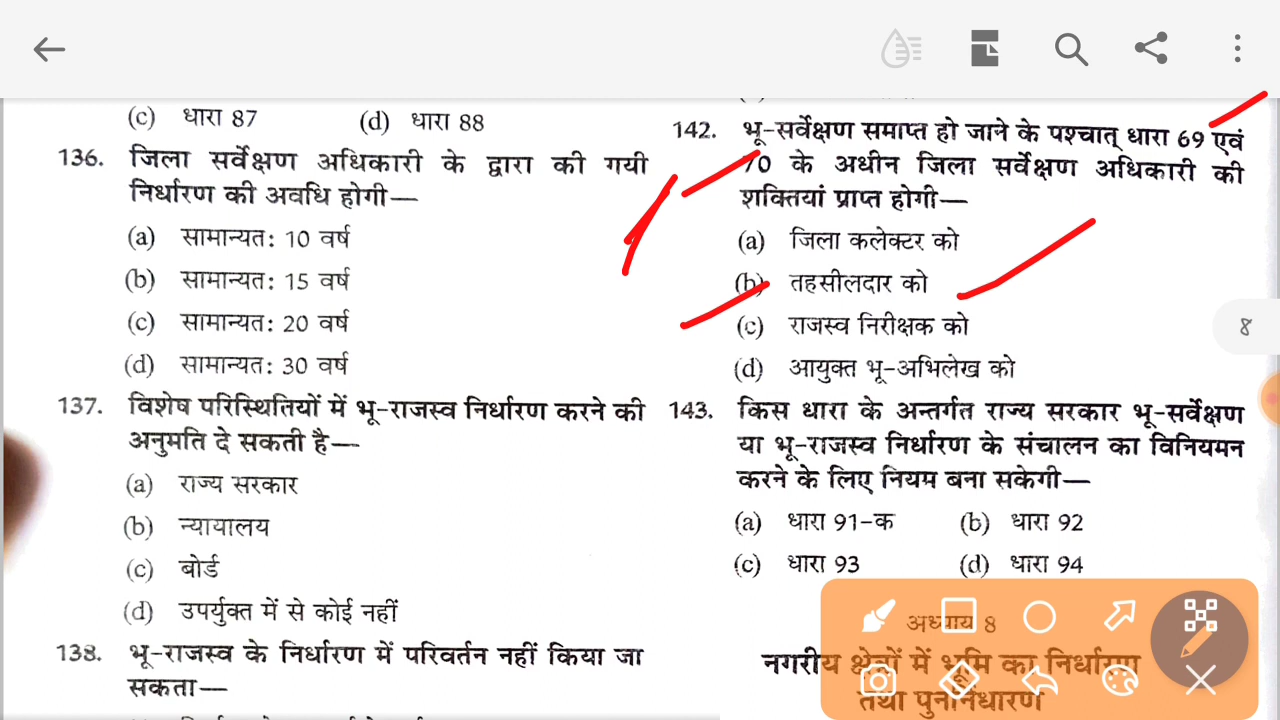 (c) धारा 87 (d) धारा 88
136. जिला सर्वेक्षण अधिकारी के द्वारा की गयी
निर्धारण की अवधि होगी—
(a) सामान्यत: 10 वर्ष
(b) सामान्यत: 15 वर्ष
(c) सामान्यत: 20 वर्ष
(d) सामान्यत: 30 वर्ष
137. विशेष परिस्थितियों में भू-राजस्व निर्धारण करने की
अनुमति दे सकती है—
(a) राज्य सरकार
(b) न्यायालय
(c) बोर्ड
(d) उपर्युक्त में से कोई नहीं
138. भू-राजस्व के निर्धारण में परिवर्तन नहीं किया जा
सकता—
142. भू-सर्वेक्षण समाप्त हो जाने के पश्चात् धारा 69 एवं
70 के अधीन जिला सर्वेक्षण अधिकारी की
शक्तियां प्राप्त होगी—
(a) जिला कलेक्टर को
(b) तहसीलदार को
(c) राजस्व निरीक्षक को
(d) आयुक्त भू-अभिलेख को
143. किस धारा के अन्तर्गत राज्य सरकार भू-सर्वेक्षण
या भू-राजस्व निर्धारण के संचालन का विनियमन
करने के लिए नियम बना सकेगी—
(a) धारा 91-क (b) धारा 92
(c) धारा 93 (d) धारा 94
अध्याय 8
नगरीय क्षेत्रों में भूमि का निर्धारण
तथा पुनर्निर्धारण
8